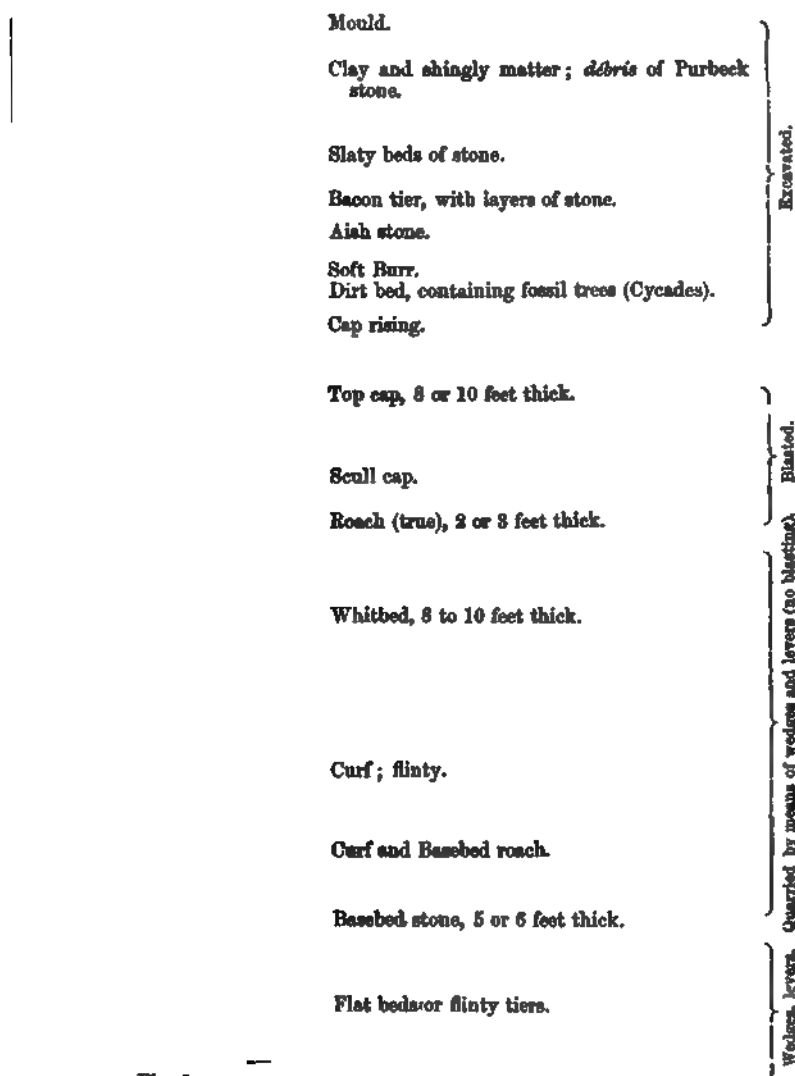 Mould.
Clay and shingly matter; débris of Purbeck
stone.
Slaty beds of stone.
Bacon tier, with layers of stone.
Aish stone.
Soft Burr.
Dirt bed, containing fossil trees (Cycades).
Cap rising.
Excavated.
Top cap, 8 or 10 feet thick.
Scull cap.
Roach (true), 2 or 3 feet thick.
Blasted.
Whitbed, 8 to 10 feet thick.
Curf; flinty.
Curf and Basebed roach.
Basebed stone, 5 or 6 feet thick.
Quarried by means of wedges and levers (no blasting).
Flat beds or flinty tiers.
Wedges, levers.